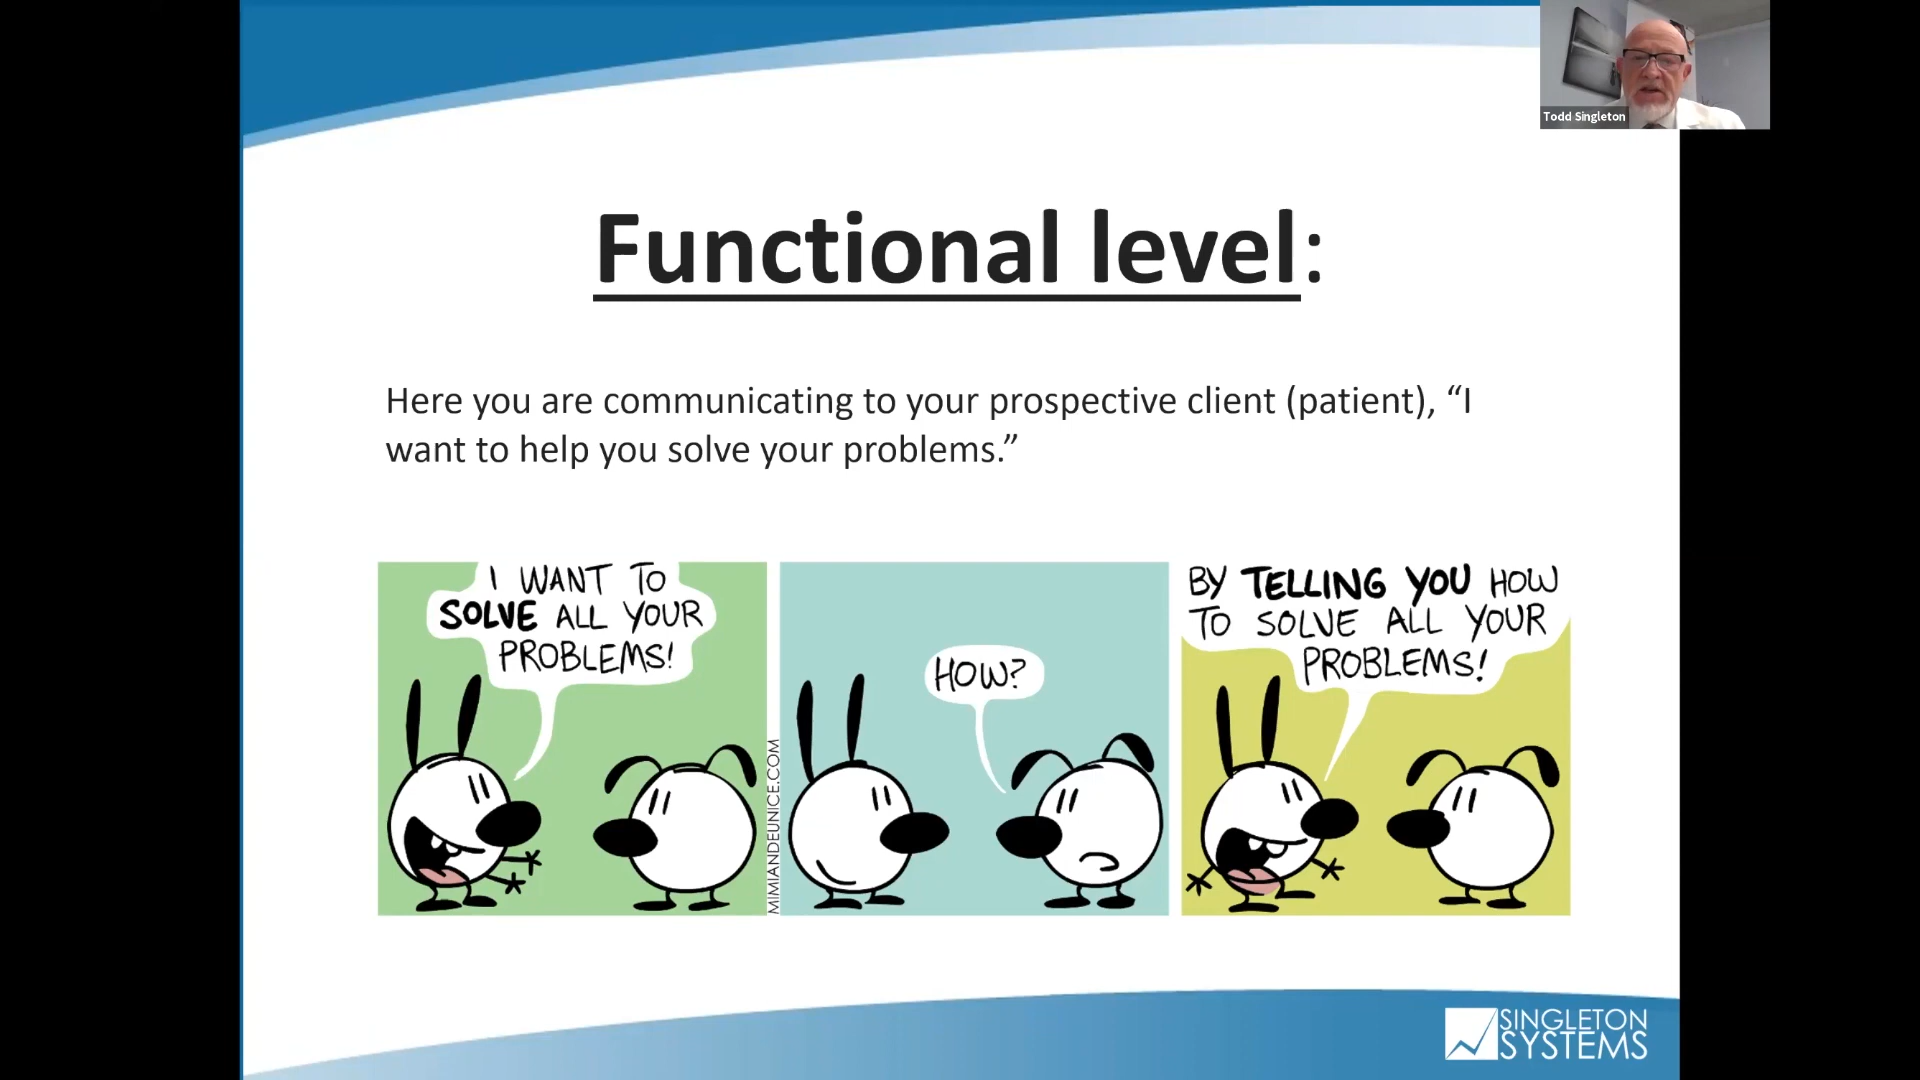 Todd Singleton
Functional level:
Here you are communicating to your prospective client (patient), “I
want to help you solve your problems.”
I WANT TO
SOLVE ALL YOUR
PROBLEMS!
MIMIANDEUNICE.COM
HOW?
BY TELLING YOU HOW
TO SOLVE ALL YOUR
PROBLEMS!
SINGLETON
SYSTEMS